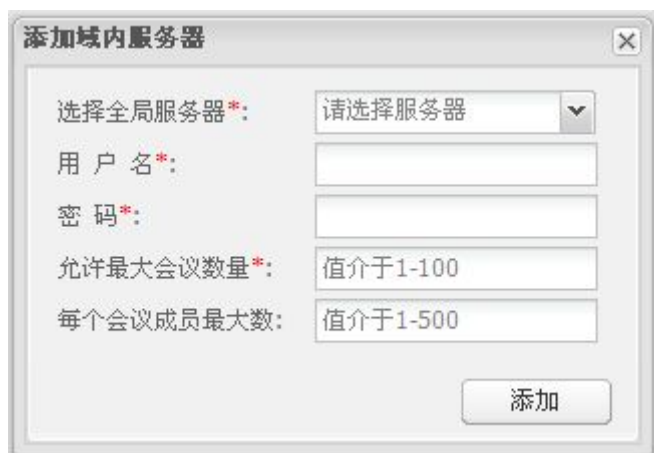 添加域内服务器
选择全局服务器*: 请选择服务器
用 户 名*:
密 码*:
允许最大会议数量*: 值介于1-100
每个会议成员最大数: 值介于1-500
添加